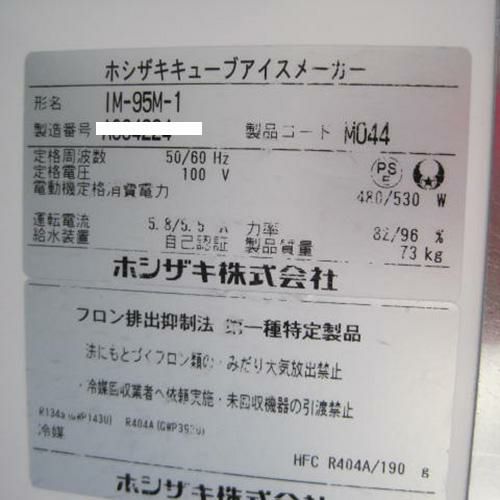 ホシザキキューブアイスメーカー
形名 IM-95M-1
製造番号
製品コード M044
定格周波数 50/60 Hz
定格電圧 100 V
電動機定格消費電力 480/530 W
PS E
運転電流 5.8/5.5 A 力率 82/96 %
給水装置 自己認証 製品質量 73 kg
ホシザキ株式会社
フロン排出抑制法 第一種特定製品
法にもとづくフロン類の・みだり大気放出禁止
・冷媒回収業者へ依頼実施・未回収機器の引渡禁止
R134a(GWP1430) R404A(GWP3920)
冷媒 HFC R404A/190 g
ホシザキ株式会社